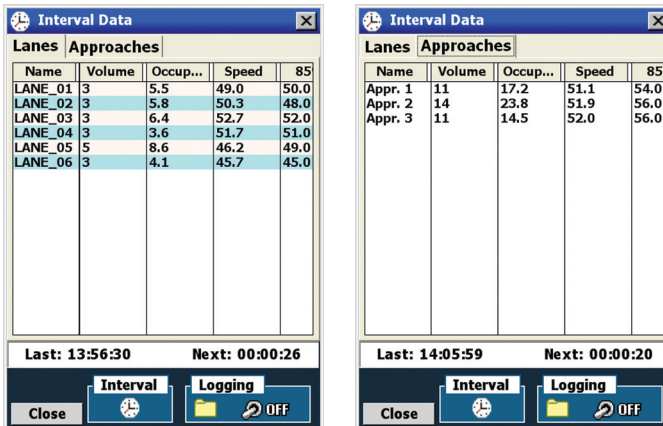 Interval Data
Lanes Approaches
Name Volume Occup... Speed 85
LANE_01 3 5.5 49.0 50.0
LANE_02 3 5.8 50.3 48.0
LANE_03 3 6.4 52.7 52.0
LANE_04 3 3.6 51.7 51.0
LANE_05 5 8.6 46.2 49.0
LANE_06 3 4.1 45.7 45.0
Last: 13:56:30 Next: 00:00:26
Interval Logging
Close OFF
Interval Data
Lanes Approaches
Name Volume Occup... Speed 85
Appr. 1 11 17.2 51.1 54.0
Appr. 2 14 23.8 51.9 56.0
Appr. 3 11 14.5 52.0 56.0
Last: 14:05:59 Next: 00:00:20
Interval Logging
Close OFF